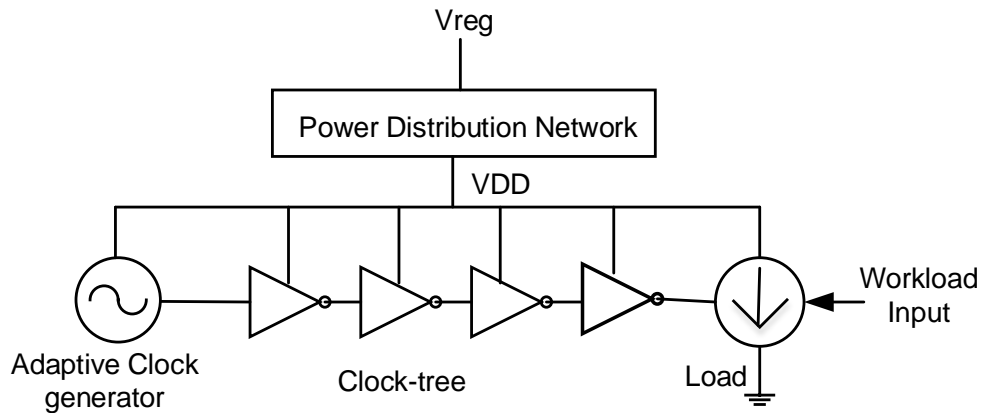 Vreg
Power Distribution Network
VDD
Workload
Input
Adaptive Clock
generator
Clock-tree
Load